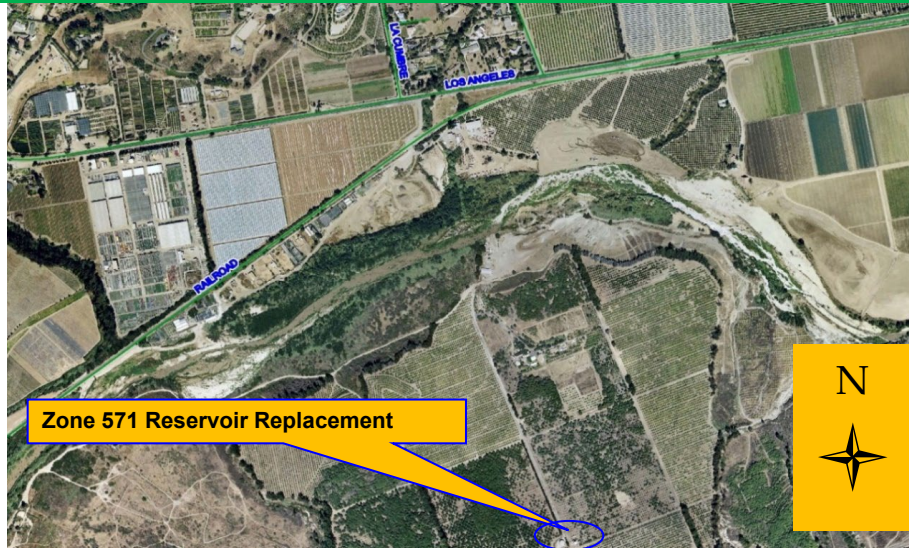 LA CUMBRE
LOS ANGELES
RAILROAD
Zone 571 Reservoir Replacement
N